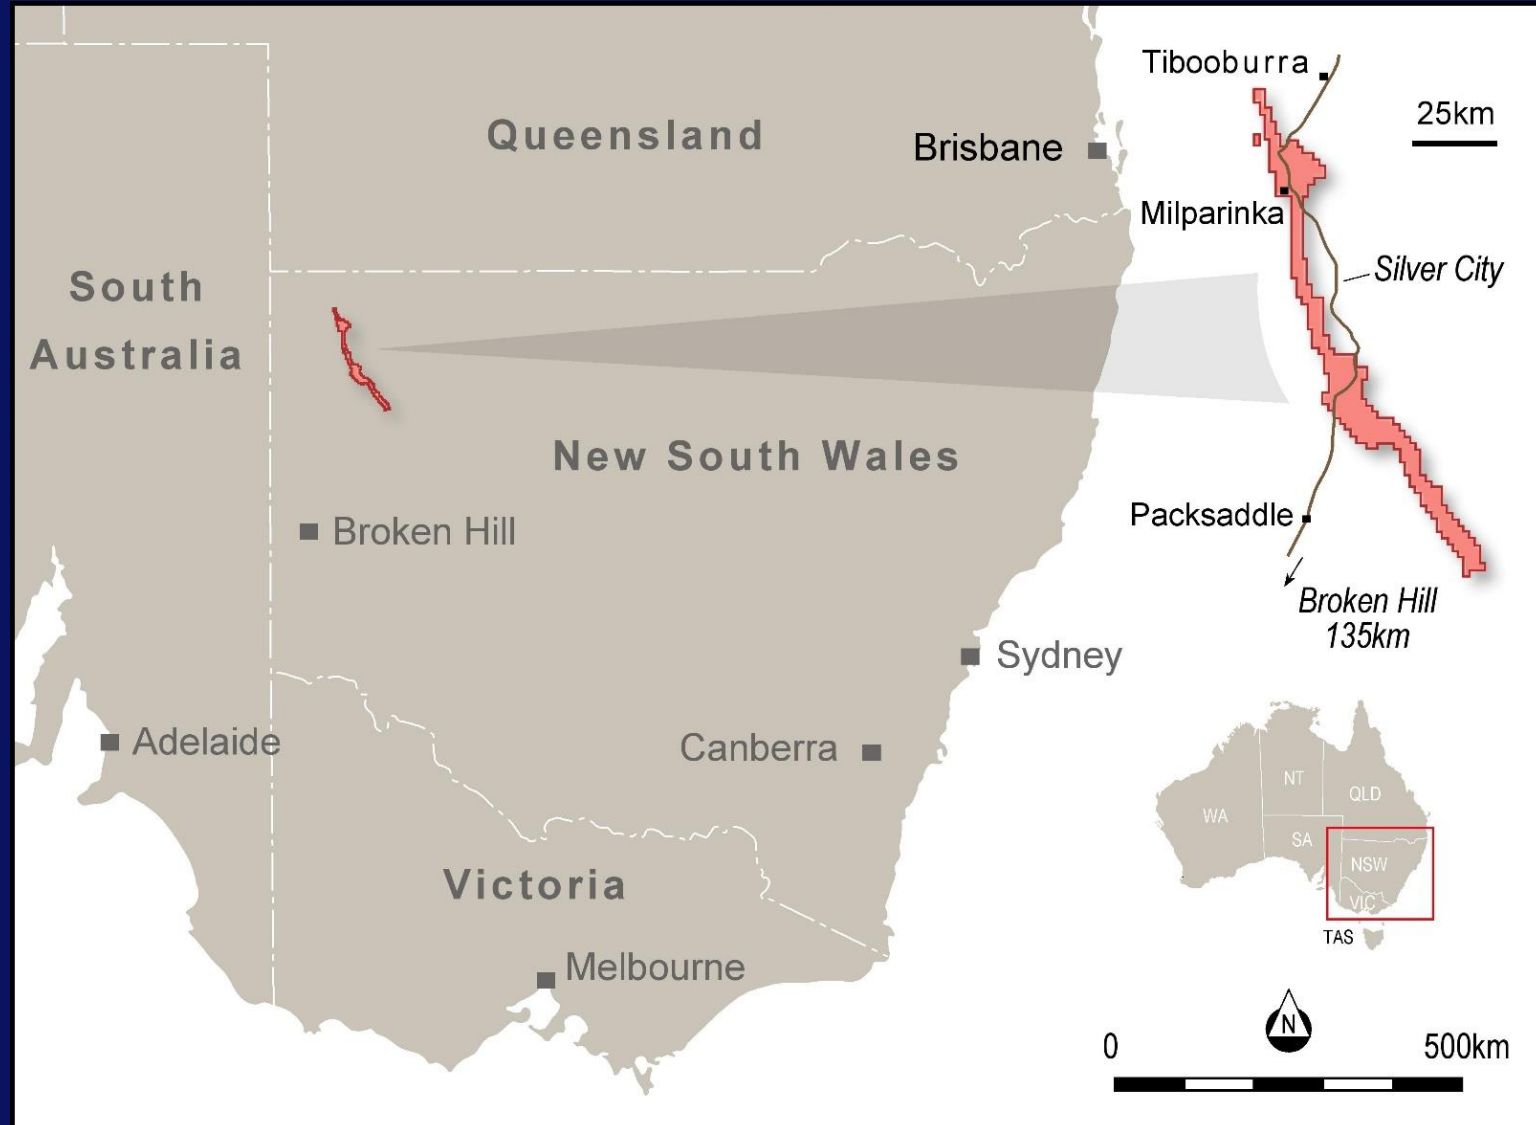 Queensland
Brisbane
South
Australia
New South Wales
Broken Hill
Sydney
Adelaide
Canberra
Victoria
Melbourne
Tibooburra
25km
Milparinka
Silver City
Packsaddle
Broken Hill
135km
NT
QLD
WA
SA
NSW
VIC
TAS
N
0
500km